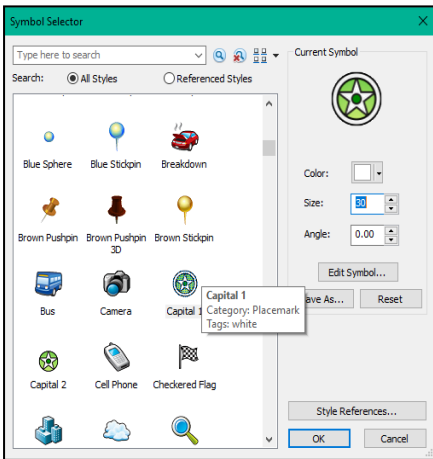 Symbol Selector
Type here to search
Search: All Styles Referenced Styles
Blue Sphere Blue Stickpin Breakdown
Brown Pushpin Brown Pushpin 3D Brown Stickpin
Bus Camera Capital 1
Capital 1
Category: Placemark
Tags: white
Capital 2 Cell Phone Checkered Flag
Current Symbol
Color:
Size: 30
Angle: 0.00
Edit Symbol...
ave As... Reset
Style References...
OK Cancel